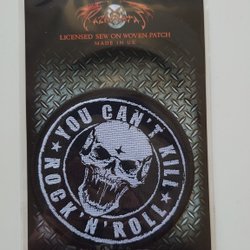 LICENSED SEW ON WOVEN PATCH
MADE IN UK
YOU CAN'T KILL
ROCK 'N' ROLL